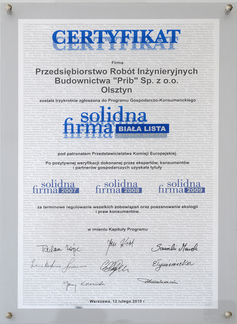 CERTYFIKAT
Firma
Przedsiębiorstwo Robót Inżynieryjnych
Budownictwa "Prib" Sp. z o.o.
Olsztyn
została trzykrotnie zgłoszona do Programu Gospodarczo-Konsumenckiego
solidna
firma BIAŁA LISTA
pod patronatem Przedstawicielstwa Komisji Europejskiej.
Po pozytywnej weryfikacji dokonanej przez ekspertów, konsumentów
i partnerów gospodarczych uzyskała tytuły
solidna solidna solidna
firma 2007 firma 2008 firma 2009
za terminowe regulowanie wszelkich zobowiązań oraz poszanowanie ekologii
i praw konsumentów.
w imieniu Kapituły Programu
Warszawa, 12 lutego 2010 r